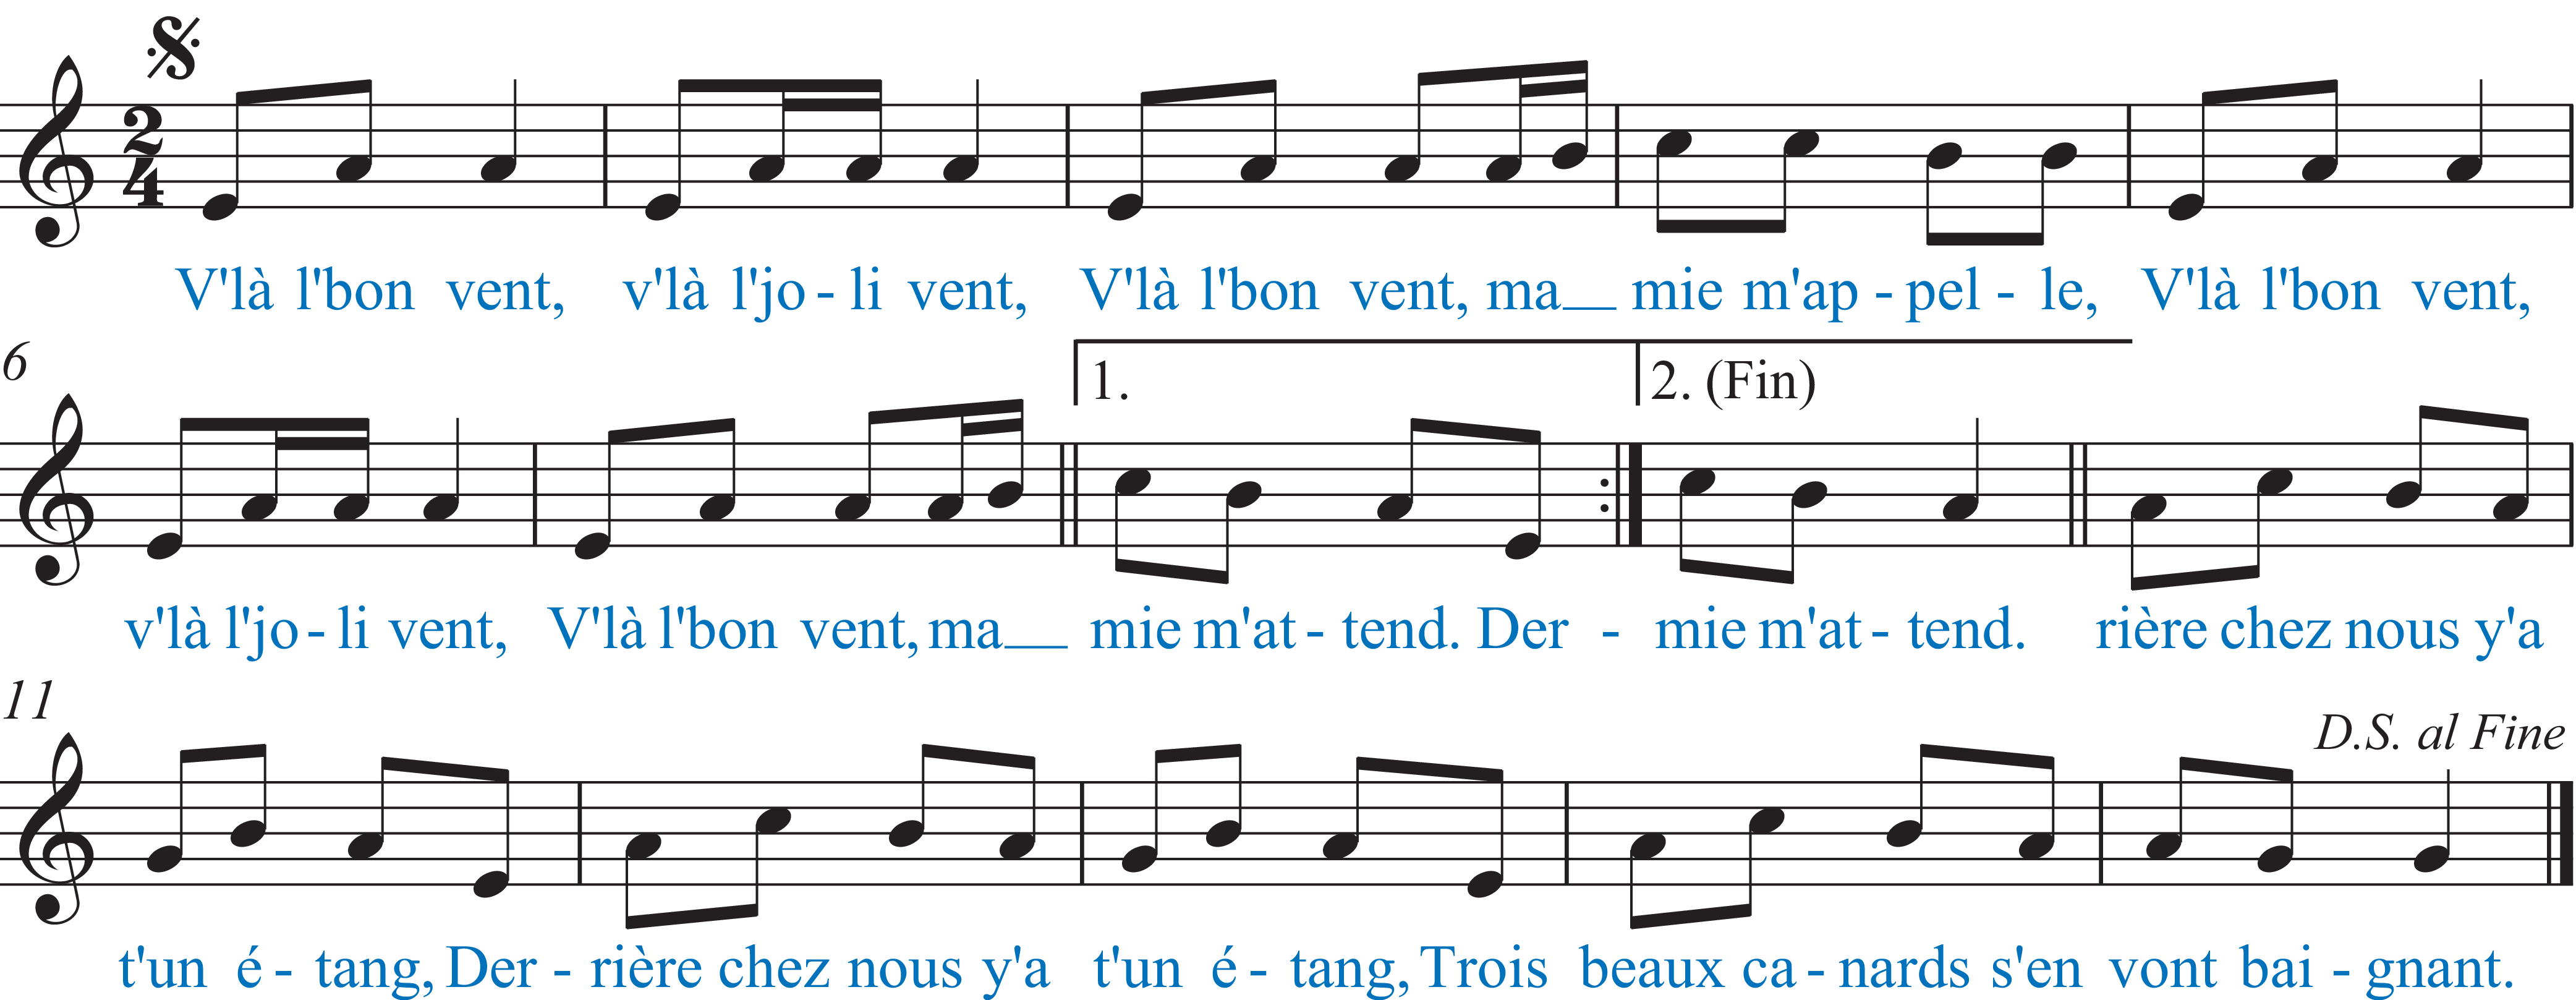 2
4
V'là l'bon vent, v'là l'jo - li vent, V'là l'bon vent, ma__ mie m'ap - pel - le, V'là l'bon vent,
6
1.
2. (Fin)
v'là l'jo - li vent, V'là l'bon vent, ma__ mie m'at - tend. Der - mie m'at - tend. rière chez nous y'a
11
D.S. al Fine
t'un é - tang, Der - rière chez nous y'a t'un é - tang, Trois beaux ca - nards s'en vont bai - gnant.